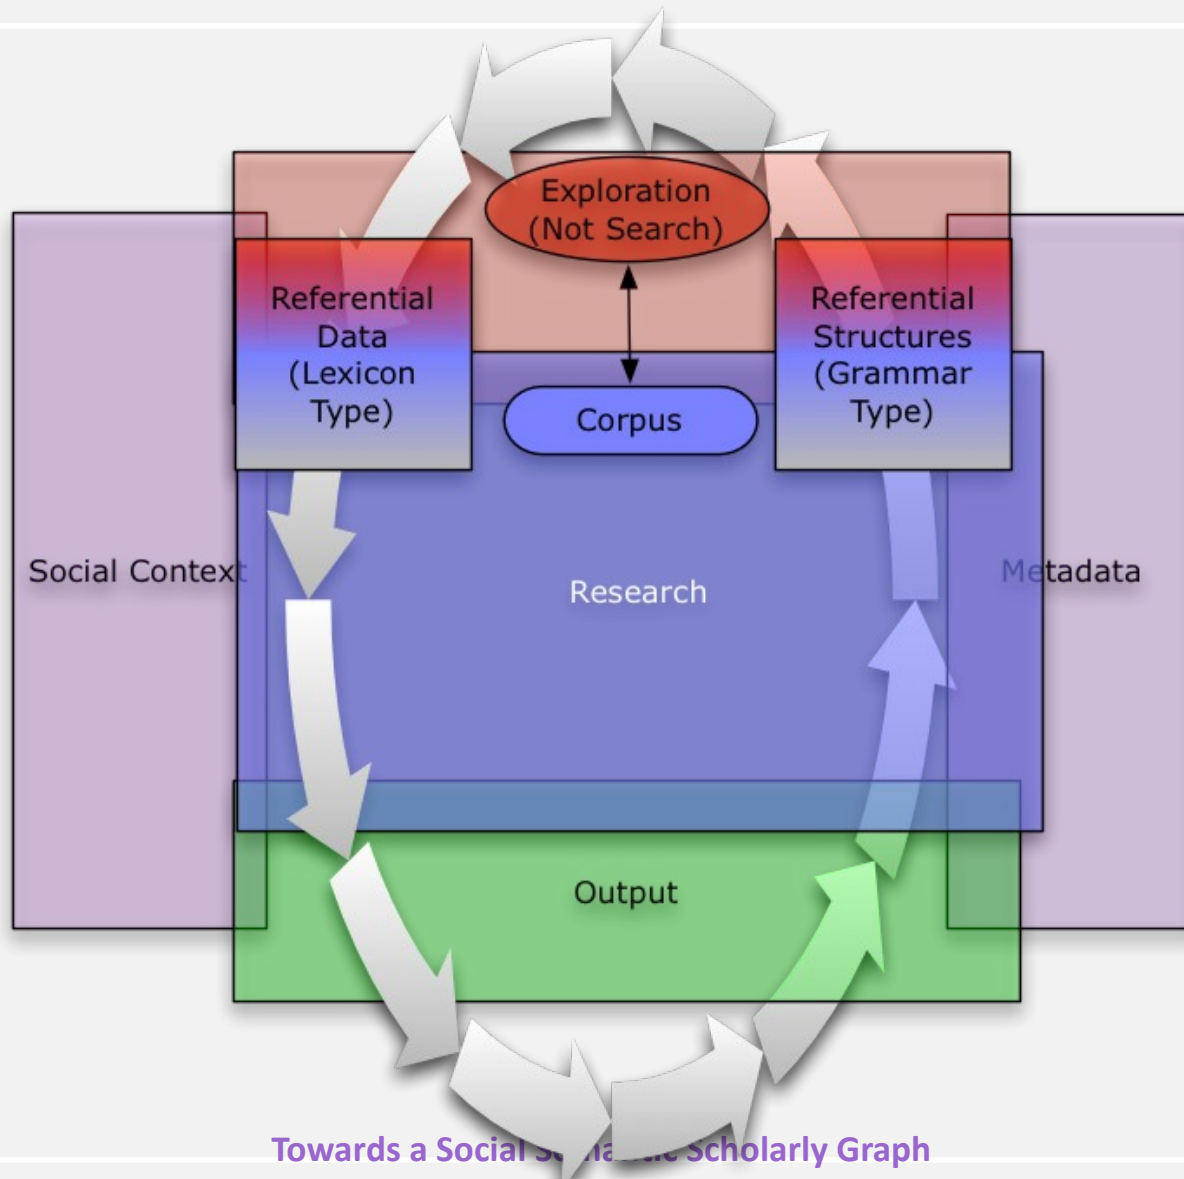 Exploration
(Not Search)
Referential
Data
(Lexicon
Type)
Referential
Structures
(Grammar
Type)
Corpus
Social Context
Research
Metadata
Output
Towards a Social Semantic Scholarly Graph